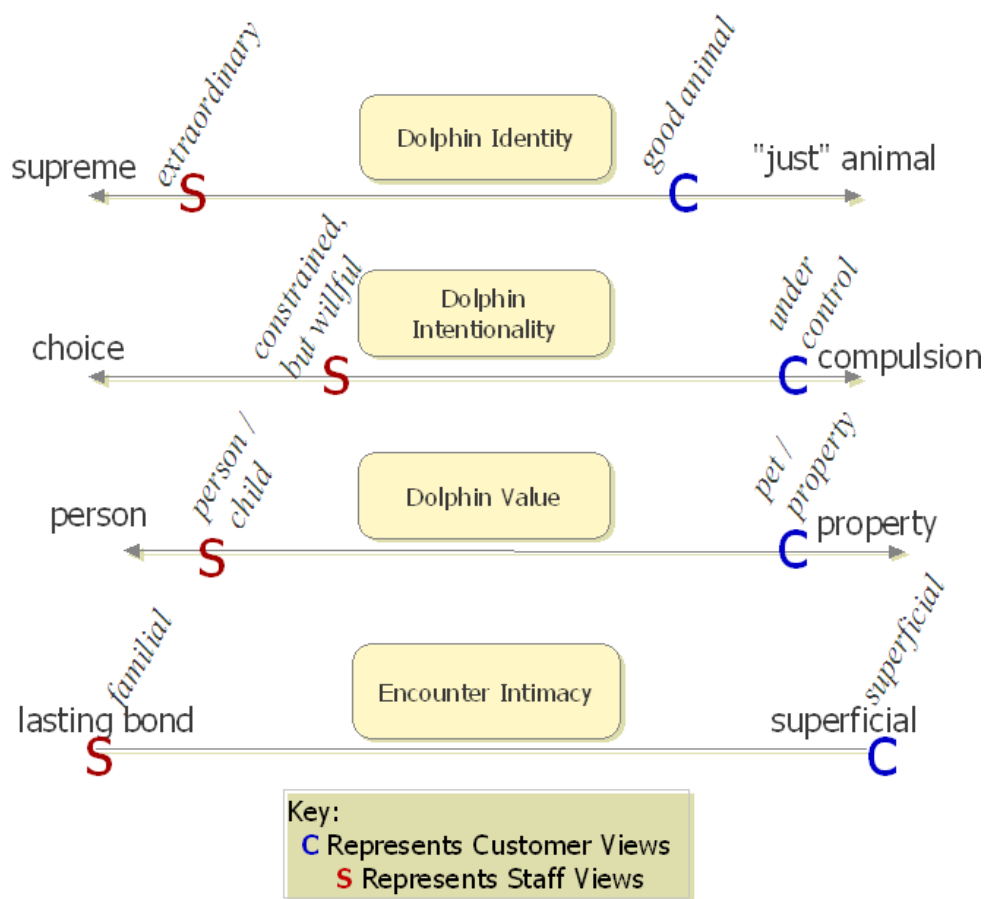 extraordinary
good animal
Dolphin Identity
supreme
"just" animal
S
C
constrained,
but willful
Dolphin
Intentionality
under
control
choice
compulsion
S
C
person /
child
Dolphin Value
pet /
property
person
property
S
C
familial
Encounter Intimacy
superficial
lasting bond
superficial
S
C
Key:
C Represents Customer Views
S Represents Staff Views